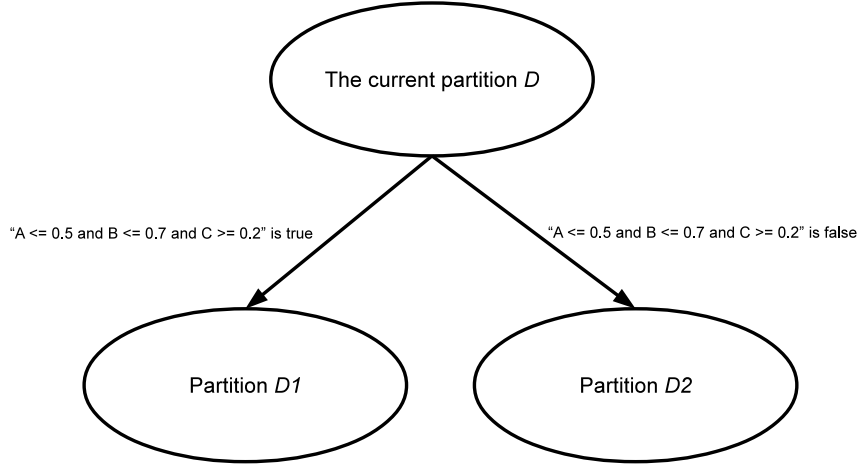 The current partition D
“A <= 0.5 and B <= 0.7 and C >= 0.2” is true
“A <= 0.5 and B <= 0.7 and C >= 0.2” is false
Partition D1
Partition D2